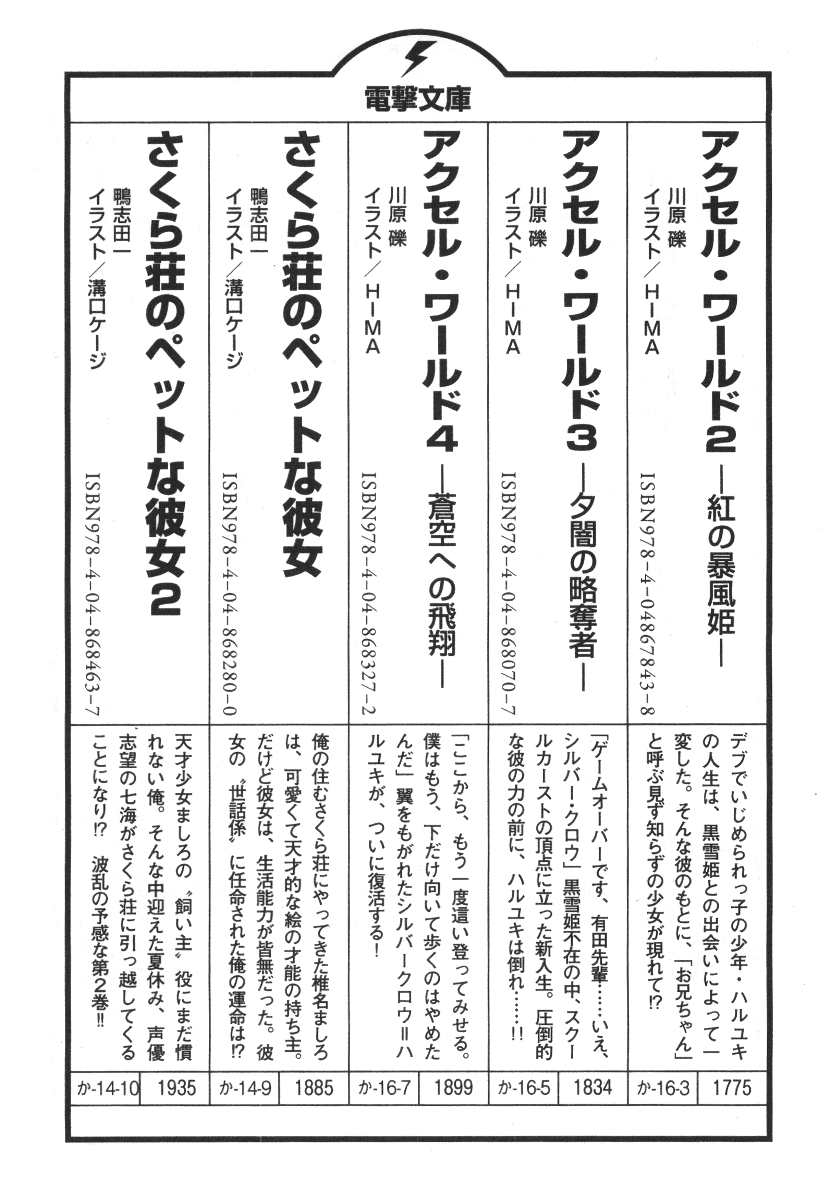 電撃文庫
アクセル・ワールド2 ―紅の暴風姫―
川原 礫
イラスト／HIMA
ISBN978-4-04867843-8
デブでいじめられっ子の少年・ハルユキ
の人生は、黒雪姫との出会いによって一
変した。そんな彼のもとに、「お兄ちゃん」
と呼ぶ見ず知らずの少女が現れて!?
か-16-3
1775
アクセル・ワールド3 ―夕闇の略奪者―
川原 礫
イラスト／HIMA
ISBN978-4-04-868070-7
「ゲームオーバーです、有田先輩……いえ、
シルバー・クロウ」黒雪姫不在の中、スクー
ルカーストの頂点に立った新入生。圧倒的
な彼の力の前に、ハルユキは倒れ……!!
か-16-5
1834
アクセル・ワールド4 ―蒼空への飛翔―
川原 礫
イラスト／HIMA
ISBN978-4-04-868327-2
「ここから、もう一度這い登ってみせる。
僕はもう、下だけ向いて歩くのはやめた
んだ」翼をもがれたシルバークロウ＝ハ
ルユキが、ついに復活する！
か-16-7
1899
さくら荘のペットな彼女
鴨志田一
イラスト／溝口ケージ
ISBN978-4-04-868280-0
俺の住むさくら荘にやってきた椎名ましろ
は、可愛くて天才的な絵の才能の持ち主。
だけど彼女は、生活能力が皆無だった。彼
女の〝世話係〟に任命された俺の運命は!?
か-14-9
1885
さくら荘のペットな彼女2
鴨志田一
イラスト／溝口ケージ
ISBN978-4-04-868463-7
天才少女ましろの〝飼い主〟役にまだ慣
れない俺。そんな中迎えた夏休み、声優
志望の七海がさくら荘に引っ越してくる
ことになり!?　波乱の予感な第2巻!!
か-14-10
1935